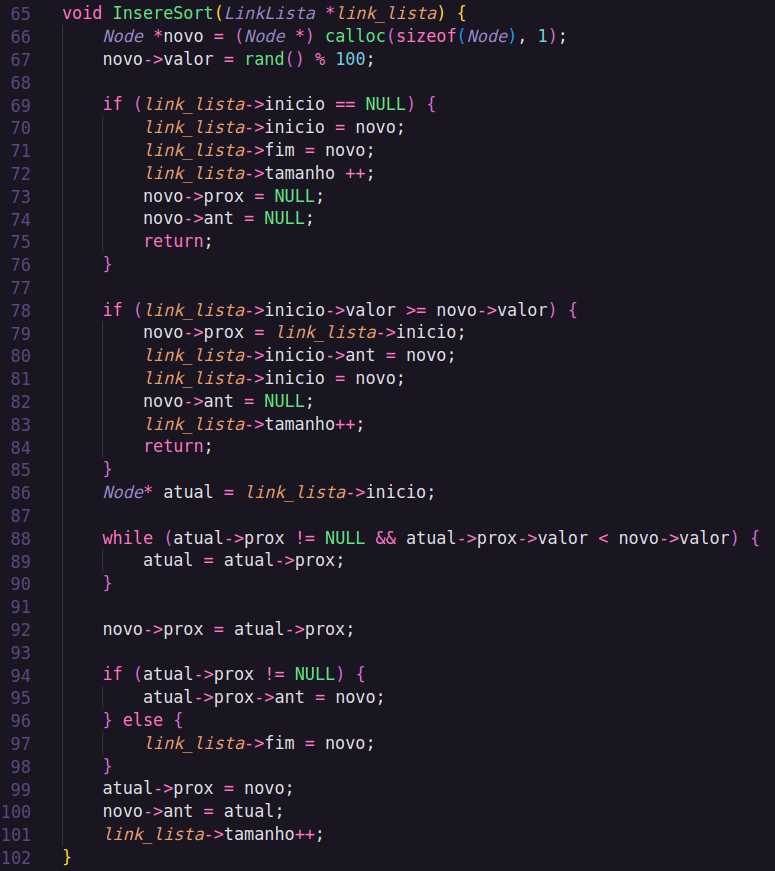 65 void InsereSort(LinkLista *link_lista) {
66     Node *novo = (Node *) calloc(sizeof(Node), 1);
67     novo->valor = rand() % 100;
68
69     if (link_lista->inicio == NULL) {
70         link_lista->inicio = novo;
71         link_lista->fim = novo;
72         link_lista->tamanho ++;
73         novo->prox = NULL;
74         novo->ant = NULL;
75         return;
76     }
77
78     if (link_lista->inicio->valor >= novo->valor) {
79         novo->prox = link_lista->inicio;
80         link_lista->inicio->ant = novo;
81         link_lista->inicio = novo;
82         novo->ant = NULL;
83         link_lista->tamanho++;
84         return;
85     }
86     Node* atual = link_lista->inicio;
87
88     while (atual->prox != NULL && atual->prox->valor < novo->valor) {
89         atual = atual->prox;
90     }
91
92     novo->prox = atual->prox;
93
94     if (atual->prox != NULL) {
95         atual->prox->ant = novo;
96     } else {
97         link_lista->fim = novo;
98     }
99     atual->prox = novo;
100     novo->ant = atual;
101     link_lista->tamanho++;
102 }